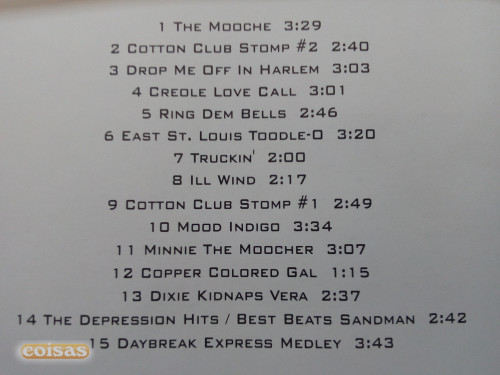 1 The Mooche 3:29
2 Cotton Club Stomp #2 2:40
3 Drop Me Off In Harlem 3:03
4 Creole Love Call 3:01
5 Ring Dem Bells 2:46
6 East St. Louis Toodle-O 3:20
7 Truckin' 2:00
8 Ill Wind 2:17
9 Cotton Club Stomp #1 2:49
10 Mood Indigo 3:34
11 Minnie The Moocher 3:07
12 Copper Colored Gal 1:15
13 Dixie Kidnaps Vera 2:37
14 The Depression Hits / Best Beats Sandman 2:42
15 Daybreak Express Medley 3:43
coisas